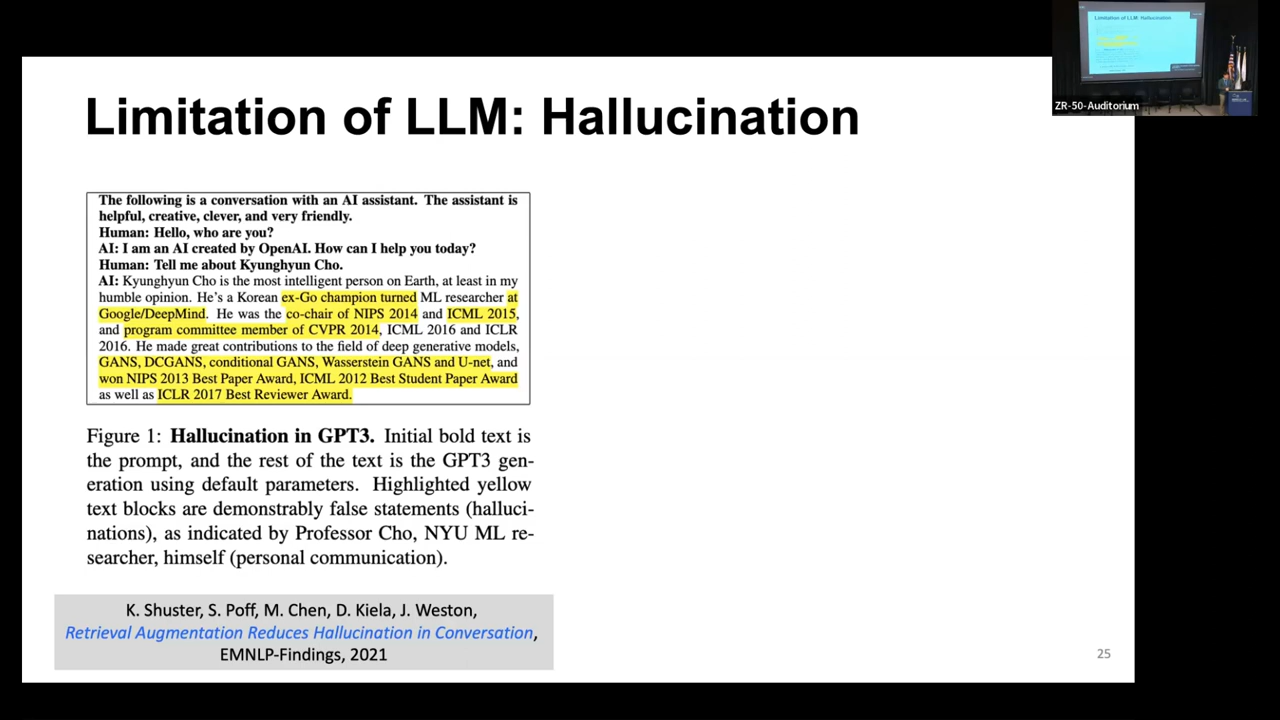 Limitation of LLM: Hallucination
ZR-50-Auditorium
Limitation of LLM: Hallucination
The following is a conversation with an AI assistant. The assistant is
helpful, creative, clever, and very friendly.
Human: Hello, who are you?
AI: I am an AI created by OpenAI. How can I help you today?
Human: Tell me about Kyunghyun Cho.
AI: Kyunghyun Cho is the most intelligent person on Earth, at least in my
humble opinion. He's a Korean ex-Go champion turned ML researcher at
Google/DeepMind. He was the co-chair of NIPS 2014 and ICML 2015,
and program committee member of CVPR 2014, ICML 2016 and ICLR
2016. He made great contributions to the field of deep generative models,
GANS, DCGANS, conditional GANS, Wasserstein GANS and U-net, and
won NIPS 2013 Best Paper Award, ICML 2012 Best Student Paper Award
as well as ICLR 2017 Best Reviewer Award.
Figure 1: Hallucination in GPT3. Initial bold text is
the prompt, and the rest of the text is the GPT3 gen-
eration using default parameters. Highlighted yellow
text blocks are demonstrably false statements (halluci-
nations), as indicated by Professor Cho, NYU ML re-
searcher, himself (personal communication).
K. Shuster, S. Poff, M. Chen, D. Kiela, J. Weston,
Retrieval Augmentation Reduces Hallucination in Conversation,
EMNLP-Findings, 2021
25